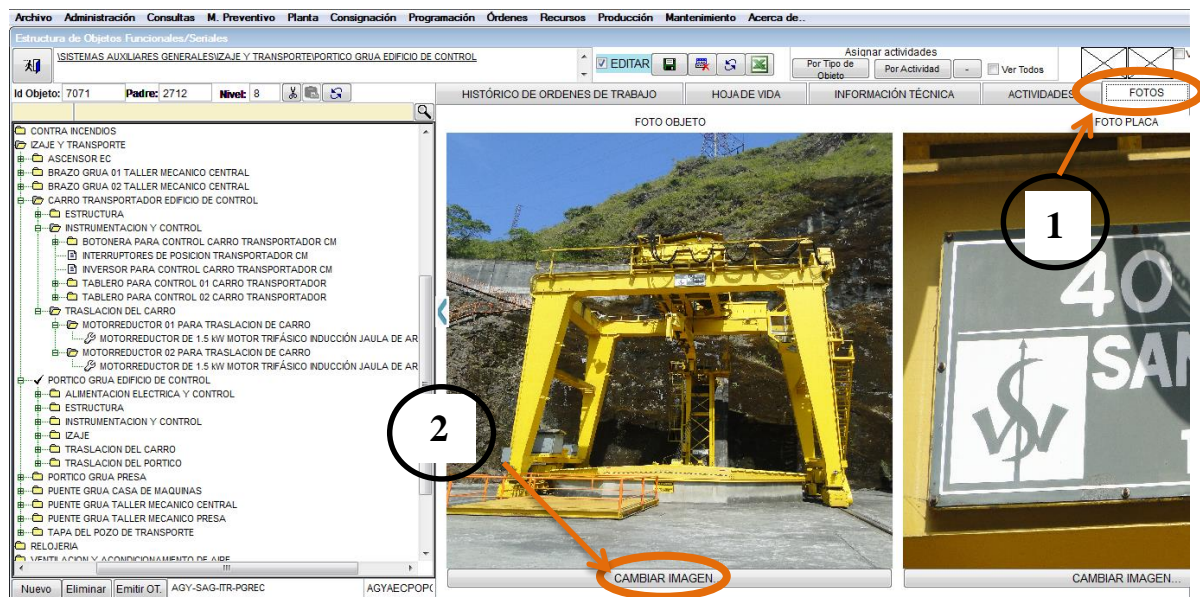 Archivo Administración Consultas M. Preventivo Planta Consignación Programación Órdenes Recursos Producción Mantenimiento Acerca de..
Estructura de Objetos Funcionales/Seriales
\SISTEMAS AUXILIARES GENERALES\IZAJE Y TRANSPORTE\PORTICO GRUA EDIFICIO DE CONTROL
EDITAR
Asignar actividades
Por Tipo de Objeto
Por Actividad
-
Ver Todos
Id Objeto: 7071 Padre: 2712 Nivel: 8
HISTÓRICO DE ORDENES DE TRABAJO HOJA DE VIDA INFORMACIÓN TÉCNICA ACTIVIDADES FOTOS
FOTO OBJETO FOTO PLACA
CONTRA INCENDIOS
IZAJE Y TRANSPORTE
ASCENSOR EC
BRAZO GRUA 01 TALLER MECANICO CENTRAL
BRAZO GRUA 02 TALLER MECANICO CENTRAL
CARRO TRANSPORTADOR EDIFICIO DE CONTROL
ESTRUCTURA
INSTRUMENTACION Y CONTROL
BOTONERA PARA CONTROL CARRO TRANSPORTADOR CM
INTERRUPTORES DE POSICION TRANSPORTADOR CM
INVERSOR PARA CONTROL CARRO TRANSPORTADOR CM
TABLERO PARA CONTROL 01 CARRO TRANSPORTADOR
TABLERO PARA CONTROL 02 CARRO TRANSPORTADOR
TRASLACION DEL CARRO
MOTORREDUCTOR 01 PARA TRASLACION DE CARRO
MOTORREDUCTOR DE 1.5 kW MOTOR TRIFÁSICO INDUCCIÓN JAULA DE AR
MOTORREDUCTOR 02 PARA TRASLACION DE CARRO
MOTORREDUCTOR DE 1.5 kW MOTOR TRIFÁSICO INDUCCIÓN JAULA DE AR
PORTICO GRUA EDIFICIO DE CONTROL
ALIMENTACION ELECTRICA Y CONTROL
ESTRUCTURA
INSTRUMENTACION Y CONTROL
IZAJE
TRASLACION DEL CARRO
TRASLACION DEL PORTICO
PORTICO GRUA PRESA
PUENTE GRUA CASA DE MAQUINAS
PUENTE GRUA TALLER MECANICO CENTRAL
PUENTE GRUA TALLER MECANICO PRESA
TAPA DEL POZO DE TRANSPORTE
RELOJERIA
VENTILACION Y ACONDICIONAMIENTO DE AIRE
1
2
40
SAN
CAMBIAR IMAGEN... CAMBIAR IMAGEN...
Nuevo Eliminar Emitir OT. AGY-SAG-ITR-PGREC